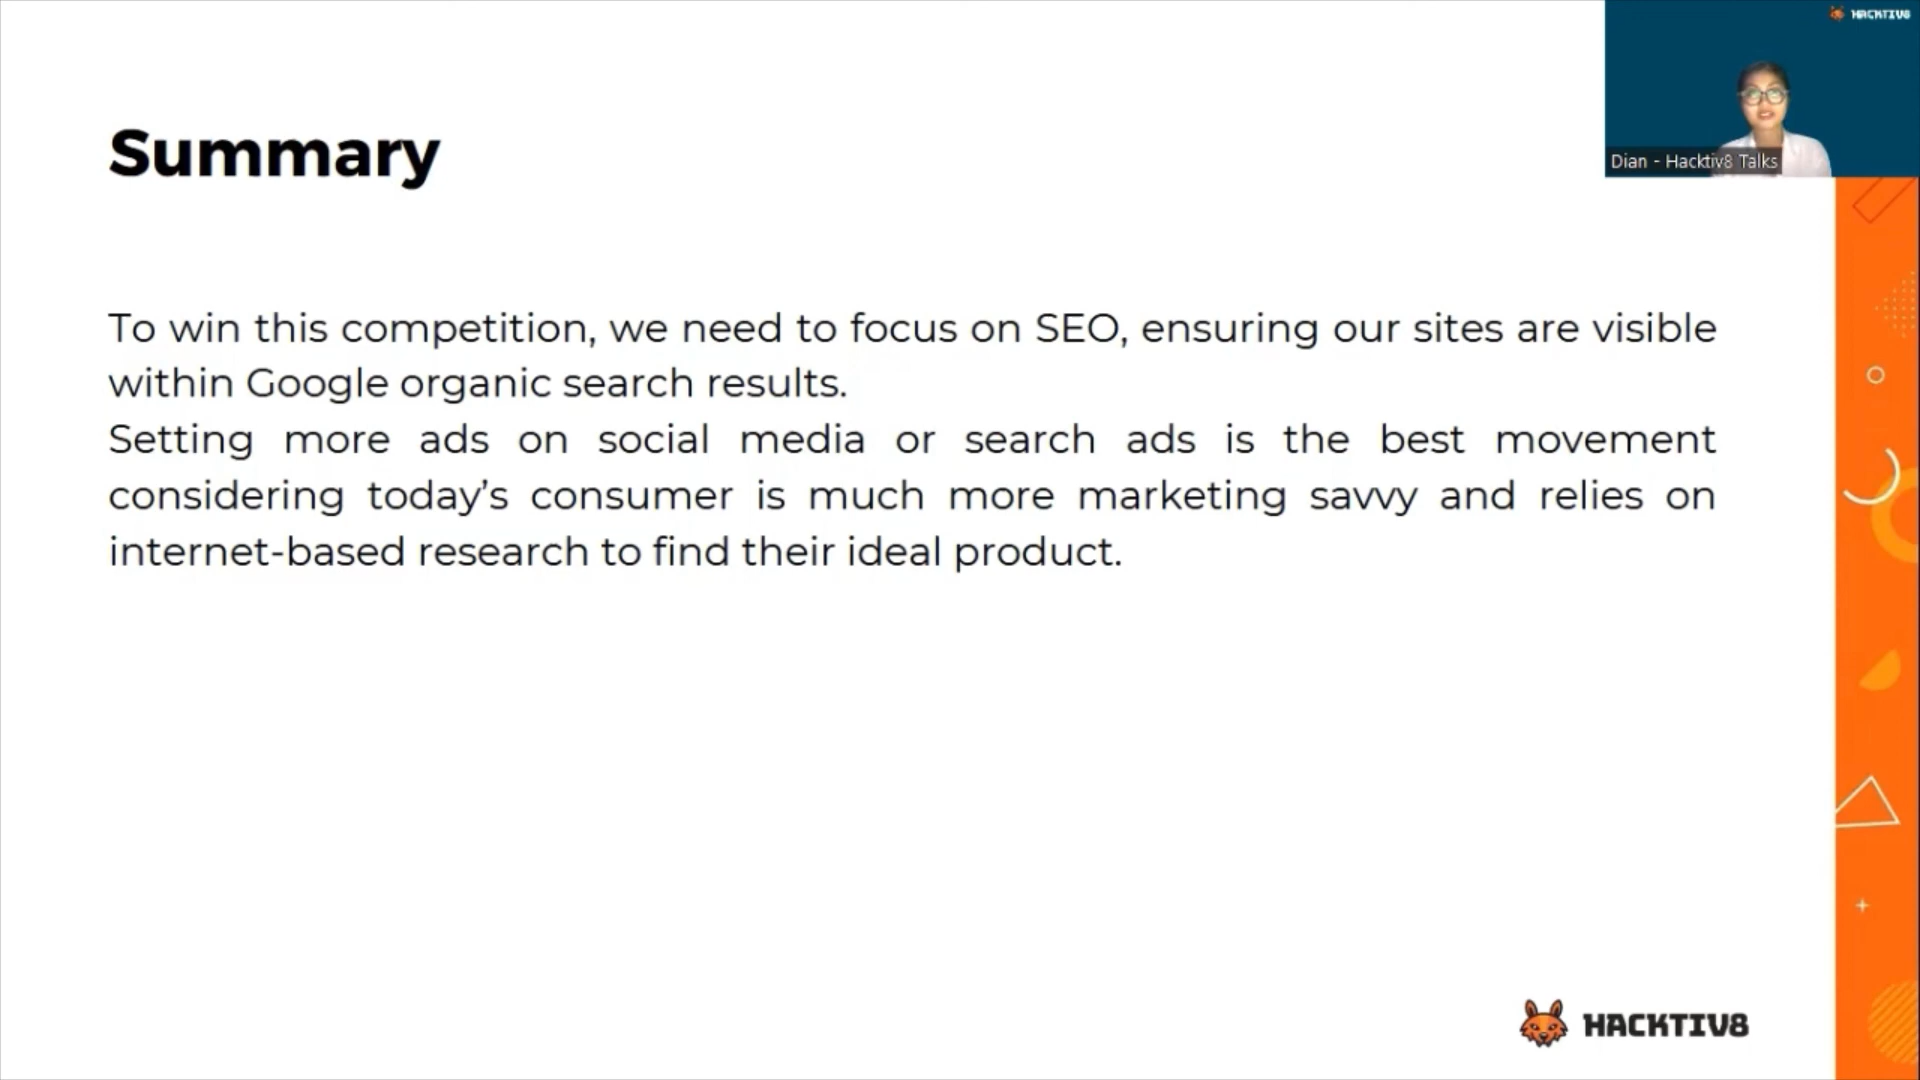 HACKTIV8
Dian - Hacktiv8 Talks
Summary
To win this competition, we need to focus on SEO, ensuring our sites are visible
within Google organic search results.
Setting more ads on social media or search ads is the best movement
considering today’s consumer is much more marketing savvy and relies on
internet-based research to find their ideal product.
HACKTIV8